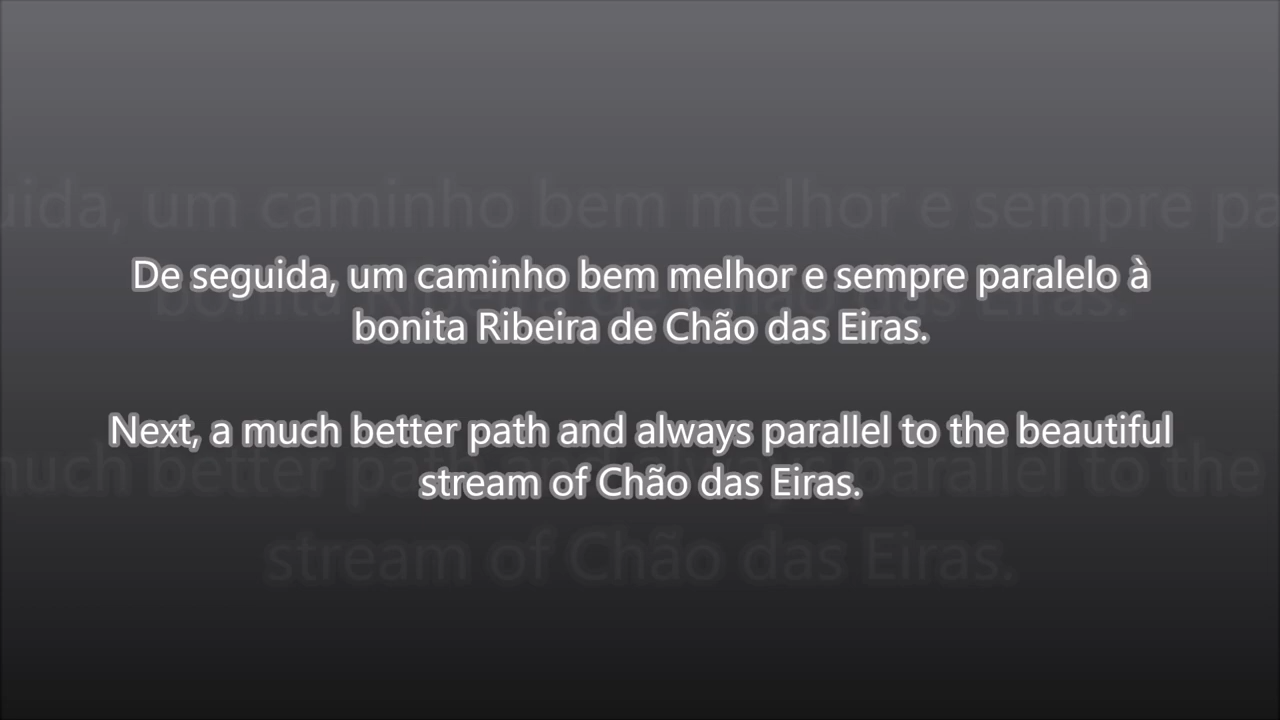 De seguida, um caminho bem melhor e sempre paralelo à
bonita Ribeira de Chão das Eiras.
Next, a much better path and always parallel to the beautiful
stream of Chão das Eiras.